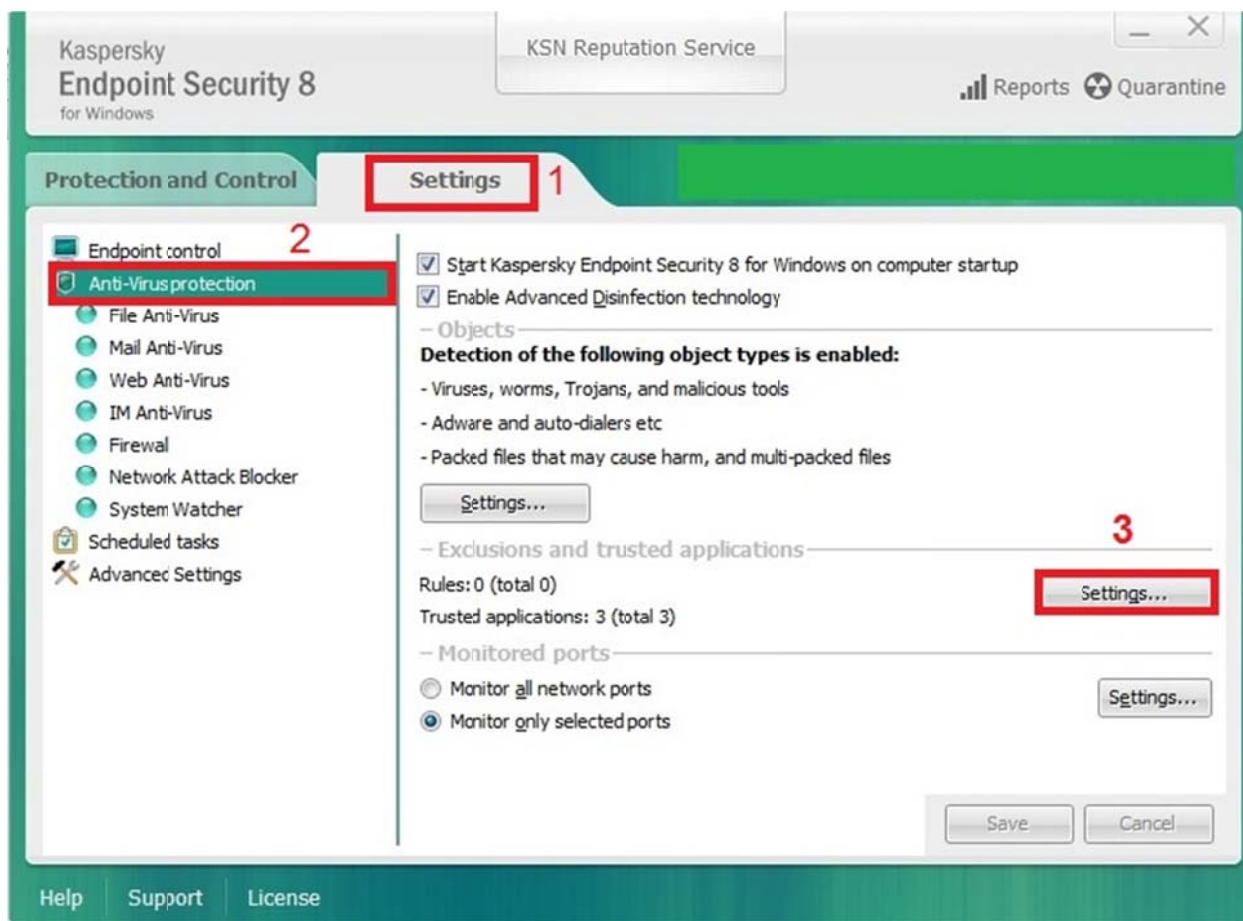 Kaspersky
Endpoint Security 8
for Windows
KSN Reputation Service
Reports
Quarantine
Protection and Control
Settings
1
2
Endpoint control
Anti-Virus protection
File Anti-Virus
Mail Anti-Virus
Web Anti-Virus
IM Anti-Virus
Firewal
Network Attack Blocker
System Watcher
Scheduled tasks
Advanced Settings
Start Kaspersky Endpoint Security 8 for Windows on computer startup
Enable Advanced Disinfection technology
Objects
Detection of the following object types is enabled:
- Viruses, worms, Trojans, and malicious tools
- Adware and auto-dialers etc
- Packed files that may cause harm, and multi-packed files
Settings...
Exclusions and trusted applications
3
Rules: 0 (total 0)
Settings...
Trusted applications: 3 (total 3)
Monitored ports
Monitor all network ports
Settings...
Monitor only selected ports
Save
Cancel
Help
Support
License